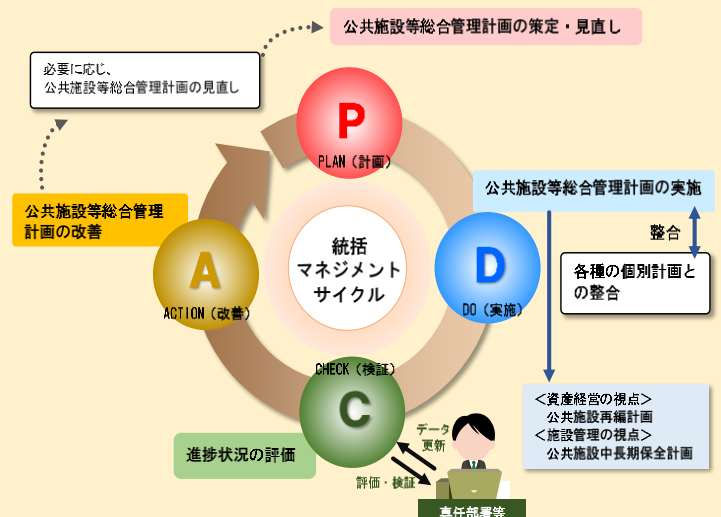 公共施設等総合管理計画の策定・見直し
必要に応じ、
公共施設等総合管理計画の見直し
P
PLAN（計画）
公共施設等総合管理計画の実施
公共施設等総合管理
計画の改善
整合
統括
マネジメント
サイクル
A
ACTION（改善）
D
DO（実施）
各種の個別計画と
の整合
CHECK（検証）
C
＜資産経営の視点＞
公共施設再編計画
＜施設管理の視点＞
公共施設中長期保全計画
データ
更新
進捗状況の評価
評価・検証
専任部署等